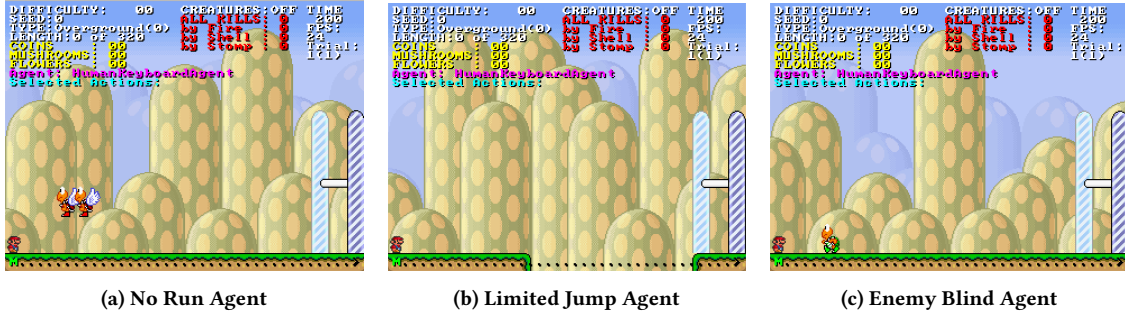 DIFFICULTY: 00 CREATURES:OFF TIME
SEED:0 ALL KILLS: 0 200
TYPE:Overground(0) by Fire : 0 FPS:
LENGTH:0 of 320 by Shell : 0 24
COINS : 00 by Stomp : 0 Trial:
MUSHROOMS: 00 1(1)
FLOWERS : 00
Agent: HumanKeyboardAgent
Selected Actions:
(a) No Run Agent
DIFFICULTY: 00 CREATURES:OFF TIME
SEED:0 ALL KILLS: 0 200
TYPE:Overground(0) by Fire : 0 FPS:
LENGTH:0 of 320 by Shell : 0 24
COINS : 00 by Stomp : 0 Trial:
MUSHROOMS: 00 1(1)
FLOWERS : 00
Agent: HumanKeyboardAgent
Selected Actions:
(b) Limited Jump Agent
DIFFICULTY: 00 CREATURES:OFF TIME
SEED:0 ALL KILLS: 0 200
TYPE:Overground(0) by Fire : 0 FPS:
LENGTH:0 of 320 by Shell : 0 24
COINS : 00 by Stomp : 0 Trial:
MUSHROOMS: 00 1(1)
FLOWERS : 00
Agent: HumanKeyboardAgent
Selected Actions:
(c) Enemy Blind Agent